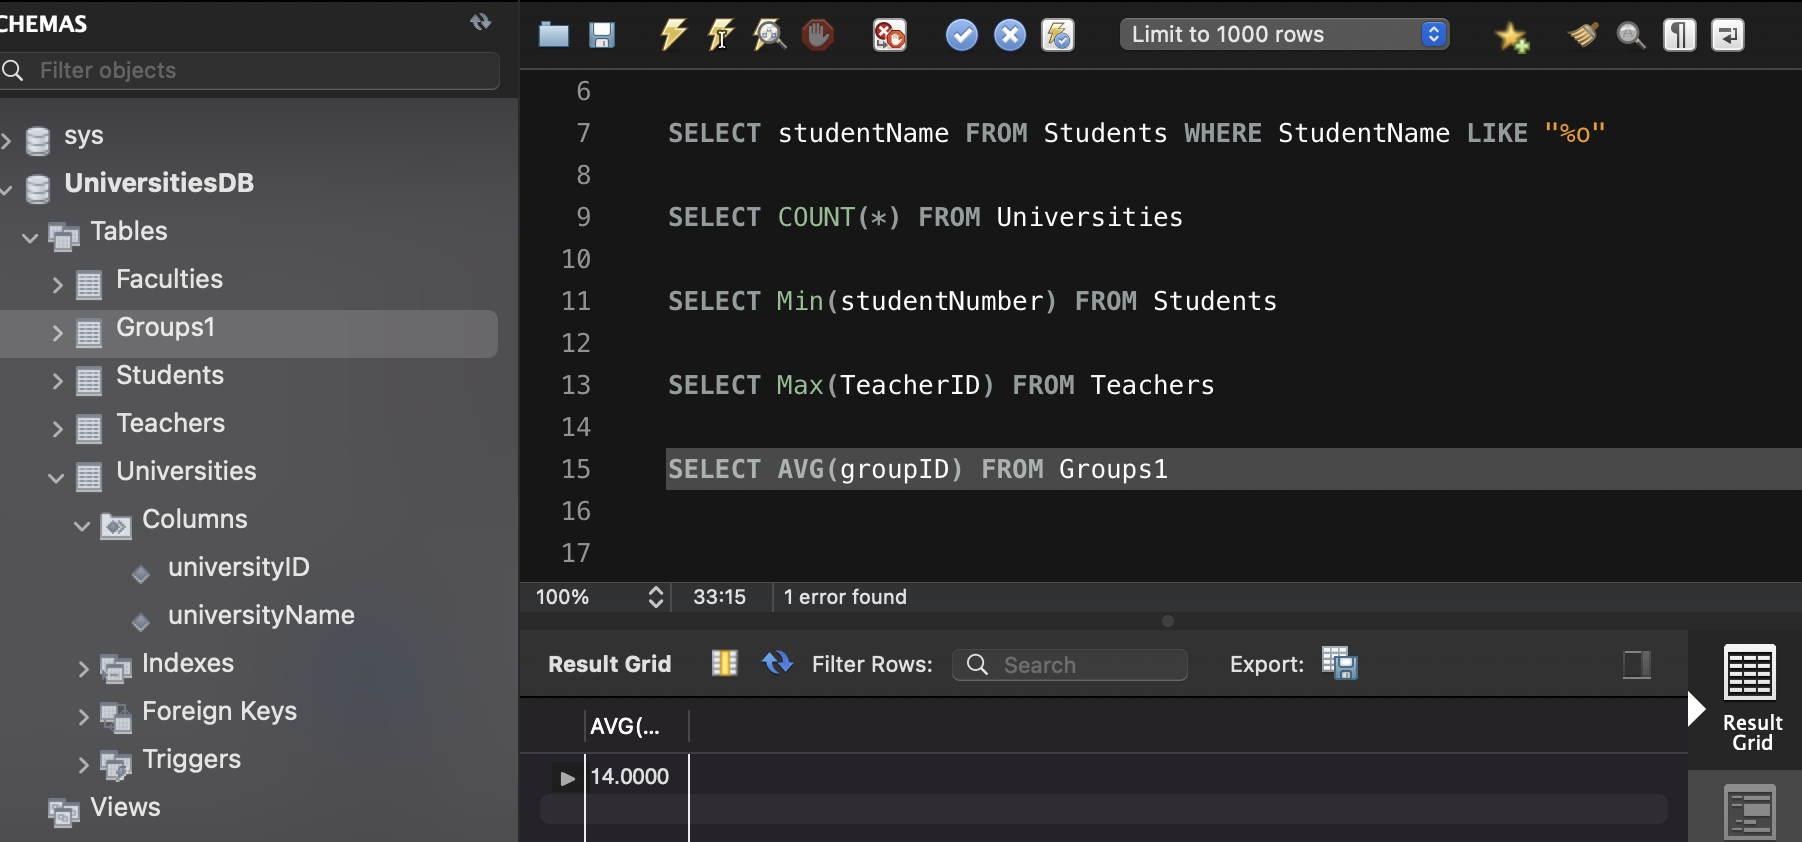 CHEMAS
Filter objects
sys
UniversitiesDB
Tables
Faculties
Groups1
Students
Teachers
Universities
Columns
universityID
universityName
Indexes
Foreign Keys
Triggers
Views
Limit to 1000 rows
6
7 SELECT studentName FROM Students WHERE StudentName LIKE "%o"
8
9 SELECT COUNT(*) FROM Universities
10
11 SELECT Min(studentNumber) FROM Students
12
13 SELECT Max(TeacherID) FROM Teachers
14
15 SELECT AVG(groupID) FROM Groups1
16
17
100% 33:15 1 error found
Result Grid Filter Rows: Search Export:
AVG(...
14.0000
Result
Grid